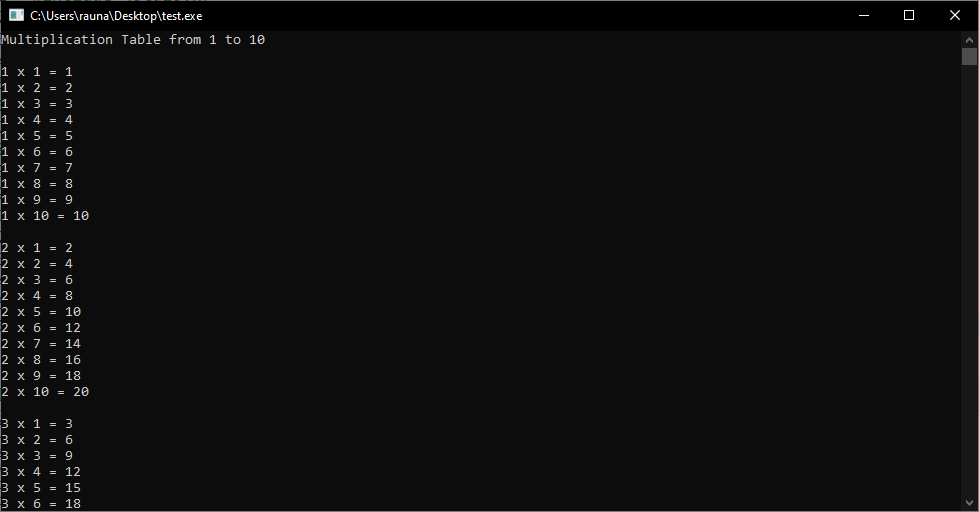 C:\Users\rauna\Desktop\test.exe
Multiplication Table from 1 to 10
1 x 1 = 1
1 x 2 = 2
1 x 3 = 3
1 x 4 = 4
1 x 5 = 5
1 x 6 = 6
1 x 7 = 7
1 x 8 = 8
1 x 9 = 9
1 x 10 = 10
2 x 1 = 2
2 x 2 = 4
2 x 3 = 6
2 x 4 = 8
2 x 5 = 10
2 x 6 = 12
2 x 7 = 14
2 x 8 = 16
2 x 9 = 18
2 x 10 = 20
3 x 1 = 3
3 x 2 = 6
3 x 3 = 9
3 x 4 = 12
3 x 5 = 15
3 x 6 = 18